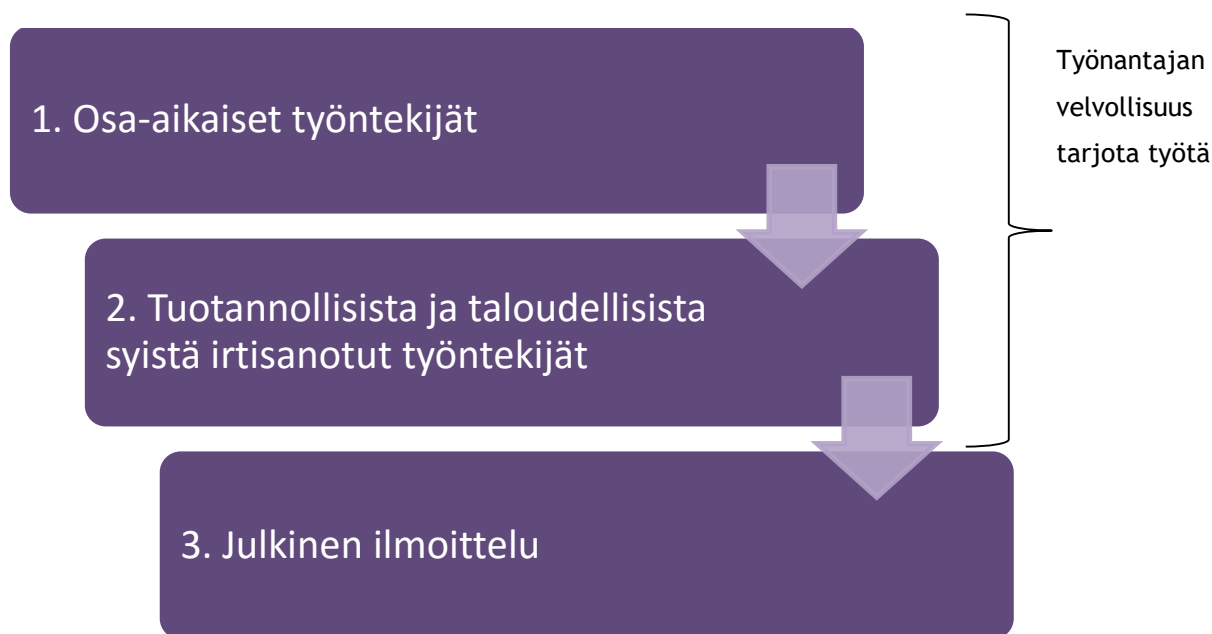 1. Osa-aikaiset työntekijät
2. Tuotannollisista ja taloudellisista
syistä irtisanotut työntekijät
3. Julkinen ilmoittelu
Työnantajan
velvollisuus
tarjota työtä